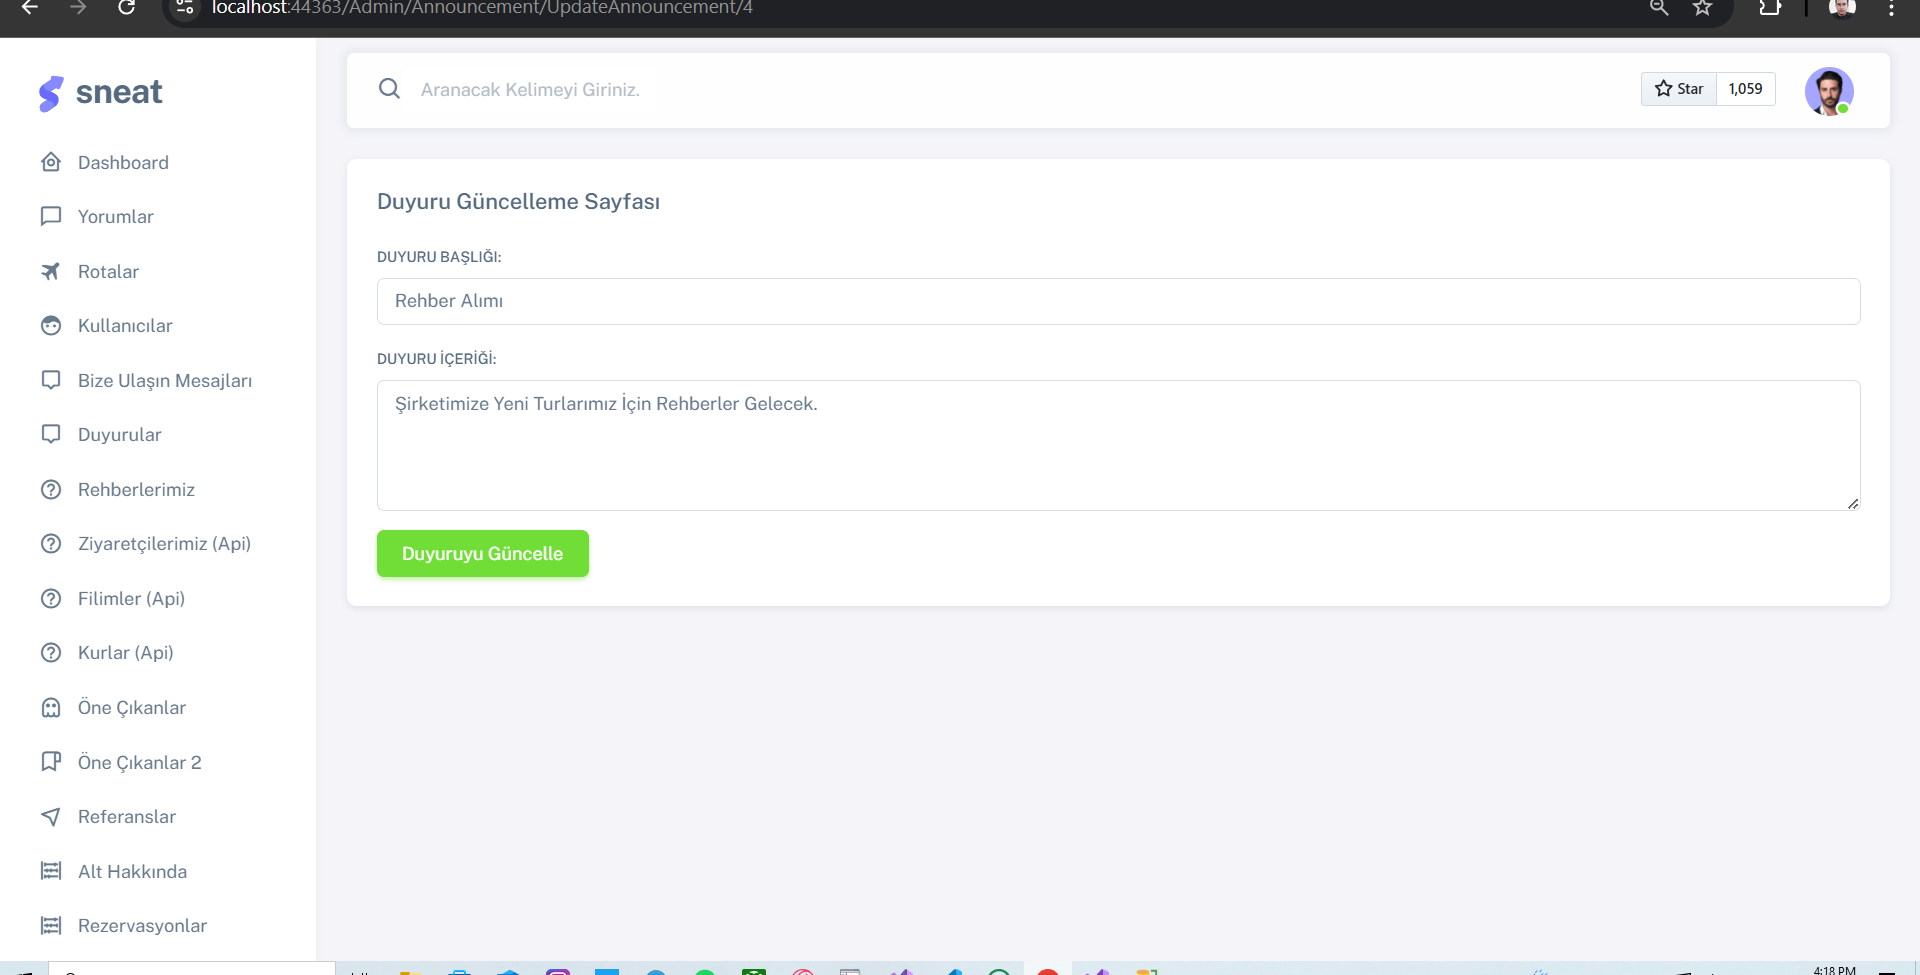 localhost:44363/Admin/Announcement/UpdateAnnouncement/4
sneat
Aranacak Kelimeyi Giriniz.
Star
1,059
Dashboard
Yorumlar
Rotalar
Kullanıcılar
Bize Ulaşın Mesajları
Duyurular
Rehberlerimiz
Ziyaretçilerimiz (Api)
Filimler (Api)
Kurlar (Api)
Öne Çıkanlar
Öne Çıkanlar 2
Referanslar
Alt Hakkında
Rezervasyonlar
Duyuru Güncelleme Sayfası
DUYURU BAŞLIĞI:
Rehber Alımı
DUYURU İÇERİĞİ:
Şirketimize Yeni Turlarımız İçin Rehberler Gelecek.
Duyuruyu Güncelle
4:18 PM